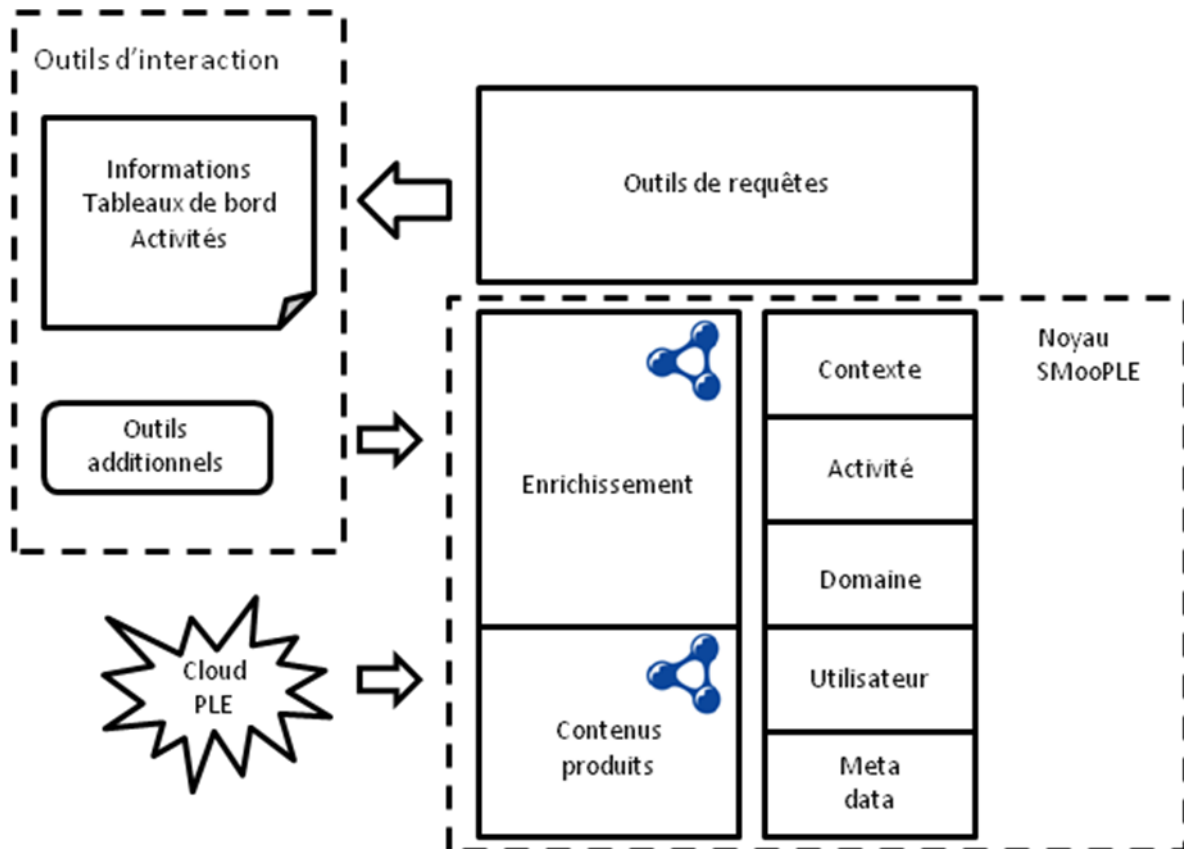 Outils d'interaction
Informations
Tableaux de bord
Activités
Outils
additionnels
Cloud
PLE
Outils de requêtes
Enrichissement
Contenus
produits
Contexte
Activité
Domaine
Utilisateur
Meta
data
Noyau
SMooPLE